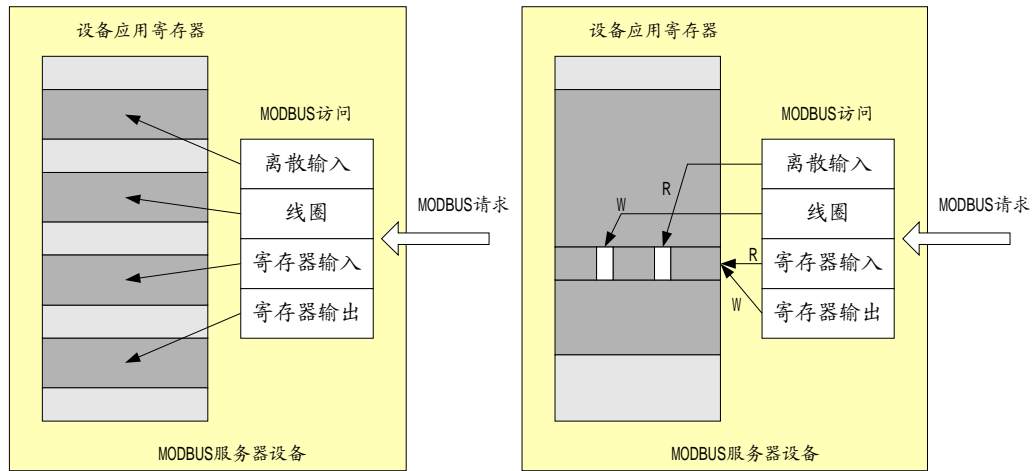 设备应用寄存器
MODBUS访问
离散输入
线圈
寄存器输入
寄存器输出
MODBUS请求
MODBUS服务器设备
设备应用寄存器
MODBUS访问
离散输入
R
W
线圈
寄存器输入
R
寄存器输出
W
MODBUS请求
MODBUS服务器设备